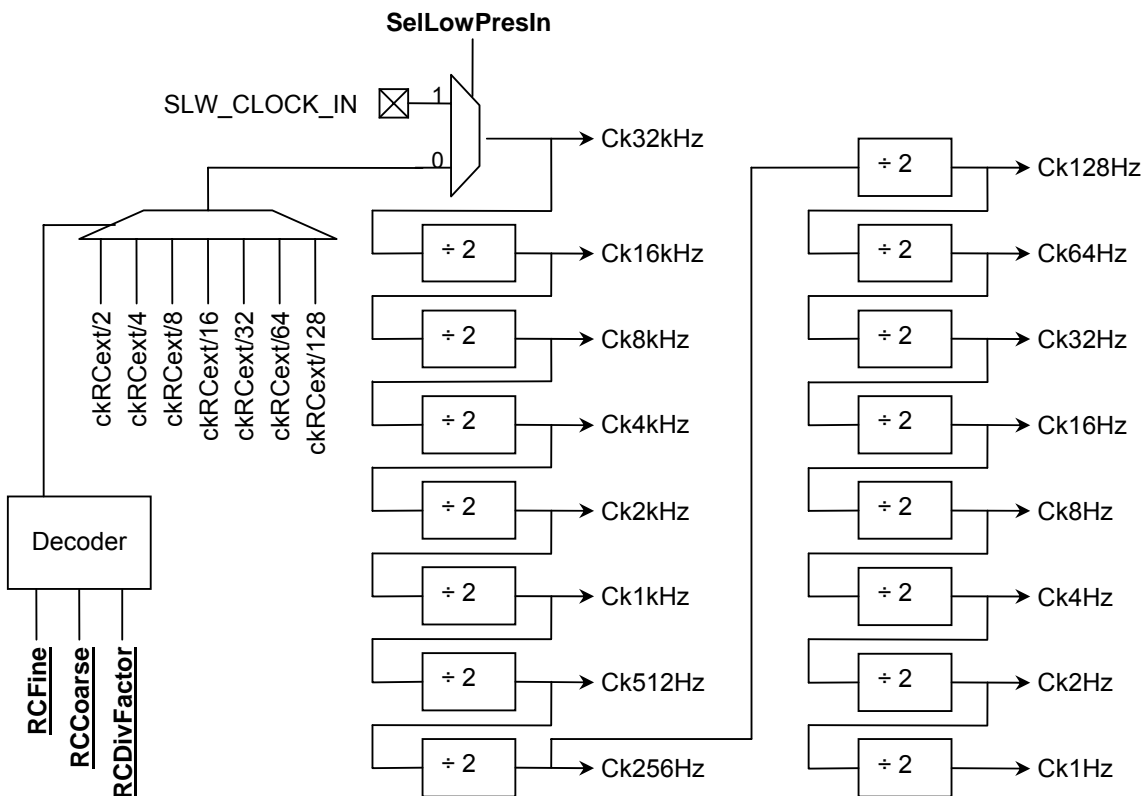 SelLowPresIn
SLW_CLOCK_IN
1
0
Ck32kHz
÷ 2
Ck16kHz
÷ 2
Ck8kHz
÷ 2
Ck4kHz
÷ 2
Ck2kHz
÷ 2
Ck1kHz
÷ 2
Ck512Hz
÷ 2
Ck256Hz
÷ 2
Ck128Hz
÷ 2
Ck64Hz
÷ 2
Ck32Hz
÷ 2
Ck16Hz
÷ 2
Ck8Hz
÷ 2
Ck4Hz
÷ 2
Ck2Hz
÷ 2
Ck1Hz
ckRCext/2
ckRCext/4
ckRCext/8
ckRCext/16
ckRCext/32
ckRCext/64
ckRCext/128
Decoder
RCFine
RCCoarse
RCDivFactor